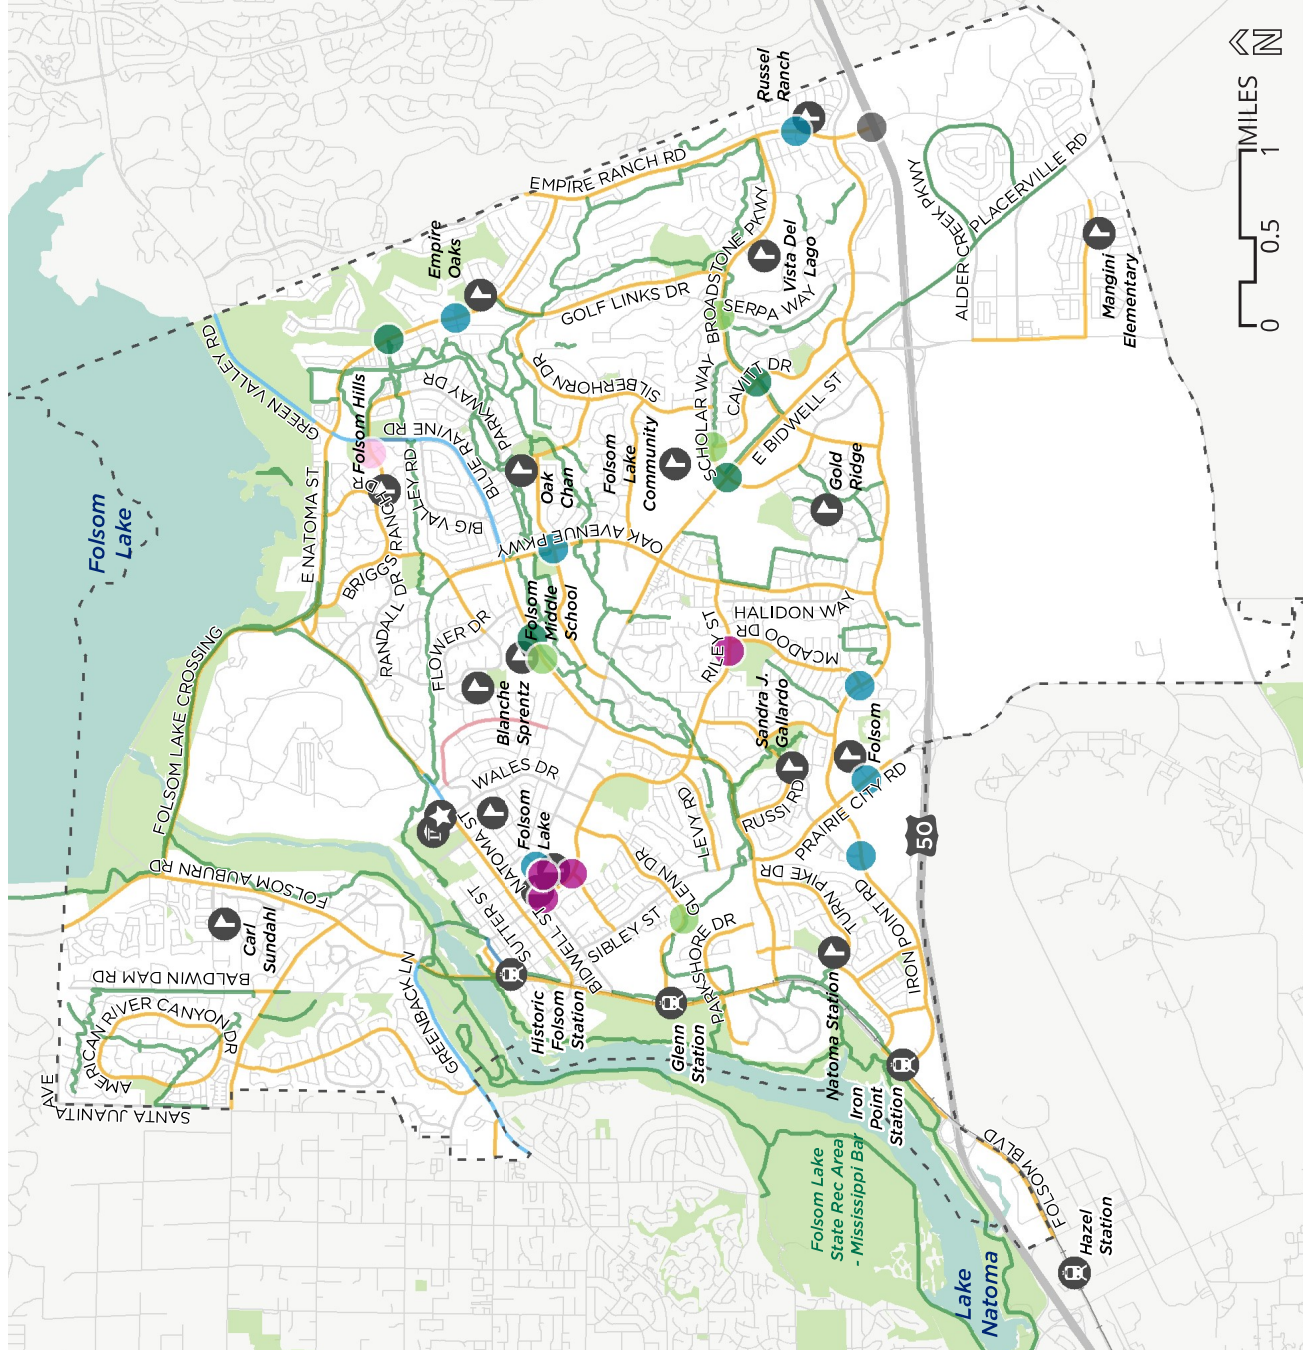 Folsom
Lake
GREEN VALLEY RD
E NATOMA ST
FOLSOM LAKE CROSSING
Folsom Hills
Empire
Oaks
EMPIRE RANCH RD
Russel
Ranch
MILES
0
0.5
1
N
GOLF LINKS DR
BROADSTONE PKWY
SERPA WAY
Vista Del
Lago
SILBERHORN DR
PARKWAY DR
BLUE RAVINE RD
BIG VALLEY RD
BRIGGS RANCH DR
RANDALL DR
FLOWER DR
Oak
Chan
OAK AVENUE PKWY
Folsom
Lake
Community
SCHOLAR WAY
CAVITT DR
E BIDWELL ST
Gold
Ridge
ALDER CREEK PKWY
PLACERVILLE RD
Mangini
Elementary
Folsom
Middle
School
Blanche
Sprentz
WALES DR
HALIDON WAY
MCADOO DR
RILEY ST
Sandra J.
Gallardo
Folsom
PRAIRIE CITY RD
RUSSI RD
LEVY RD
TURN PIKE DR
IRON POINT RD
50
Folsom
Lake
NATOMA ST
SUTTER ST
BIDWELL ST
SIBLEY ST
GLENN DR
PARKSHORE DR
FOLSOM AUBURN RD
Carl
Sundahl
BALDWIN DAM RD
AMERICAN RIVER CANYON DR
SANTA JUANITA AVE
GREENBACK LN
Historic
Folsom
Station
Glenn
Station
Natoma Station
Iron
Point
Station
Folsom Lake
State Rec Area
- Mississippi Bar
FOLSOM BLVD
Hazel
Station
Lake
Natoma